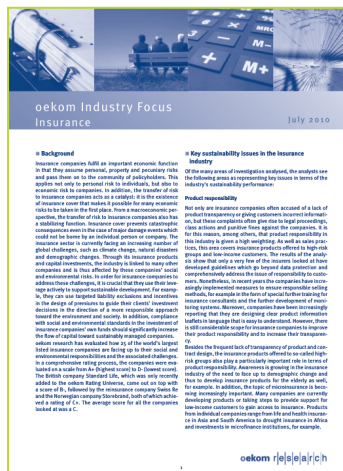 oekom Industry Focus
Insurance
July 2010
Background
Insurance companies fulfil an important economic function
in that they assume personal, property and pecuniary risks
and pass them on to the community of policyholders. This
applies not only to personal risk to individuals, but also to
economic risk to companies. In addition, the transfer of risk
to insurance companies acts as a catalyst: it is the existence
of insurance cover that makes it possible for many economic
risks to be taken in the first place. From a macroeconomic per-
spective, the transfer of risk to insurance companies also has
a stabilizing function. Insurance cover prevents catastrophic
consequences even in the case of major damage events which
could not be borne by an individual person or company. The
insurance sector is currently facing an increasing number of
global challenges, such as climate change, natural disasters
and demographic changes. Through its insurance products
and capital investments, the industry is linked to many other
companies and is thus affected by these companies' social
and environmental risks. In order for insurance companies to
address these challenges, it is crucial that they use their lever-
age actively to support sustainable development. For examp-
le, they can use targeted liability exclusions and incentives
in the design of premiums to guide their clients' investment
decisions in the direction of a more responsible approach
toward the environment and society. In addition, compliance
with social and environmental standards in the investment of
insurance companies' own funds should significantly increase
the flow of capital toward sustainably managed companies.
oekom research has evaluated how 25 of the world's largest
listed insurance companies are facing up to their social and
environmental responsibilities and the associated challenges.
In a comprehensive rating process, the companies were eva-
luated on a scale from A+ (highest score) to D- (lowest score).
The British company Standard Life, which was only recently
added to the oekom Rating Universe, came out on top with
a score of B-, followed by the reinsurance company Swiss Re
and the Norwegian company Storebrand, both of which achie-
ved a rating of C+. The average score for all the companies
looked at was a C.
Key sustainability issues in the insurance
industry
Of the many areas of investigation analysed, the analysts see
the following areas as representing key issues in terms of the
industry's sustainability performance:
Product responsibility
Not only are insurance companies often accused of a lack of
product transparency or giving customers incorrect informati-
on, but these complaints often give rise to legal proceedings,
class actions and punitive fines against the companies. It is
for this reason, among others, that product responsibility in
this industry is given a high weighting. As well as sales prac-
tices, this area covers insurance products offered to high-risk
groups and low-income customers. The results of the analy-
sis show that only a very few of the insurers looked at have
developed guidelines which go beyond data protection and
comprehensively address the issue of responsibility to custo-
mers. Nonetheless, in recent years the companies have incre-
asingly implemented measures to ensure responsible selling
methods, for example in the form of special further training for
insurance consultants and the further development of moni-
toring systems. Moreover, companies have been increasingly
reporting that they are designing clear product information
leaflets in language that is easy to understand. However, there
is still considerable scope for insurance companies to improve
their product responsibility and to increase their transparen-
cy.
Besides the frequent lack of transparency of product and con-
tract design, the insurance products offered to so-called high-
risk groups also play a particularly important role in terms of
product responsibility. Awareness is growing in the insurance
industry of the need to face up to demographic change and
thus to develop insurance products for the elderly as well,
for example. In addition, the topic of microinsurance is beco-
ming increasingly important. Many companies are currently
developing products or taking steps to provide support for
low-income customers to gain access to insurance. Products
from individual companies range from life and health insuran-
ce in Asia and South America to drought insurance in Africa
and investments in microfinance institutions, for example.
oekom research
1